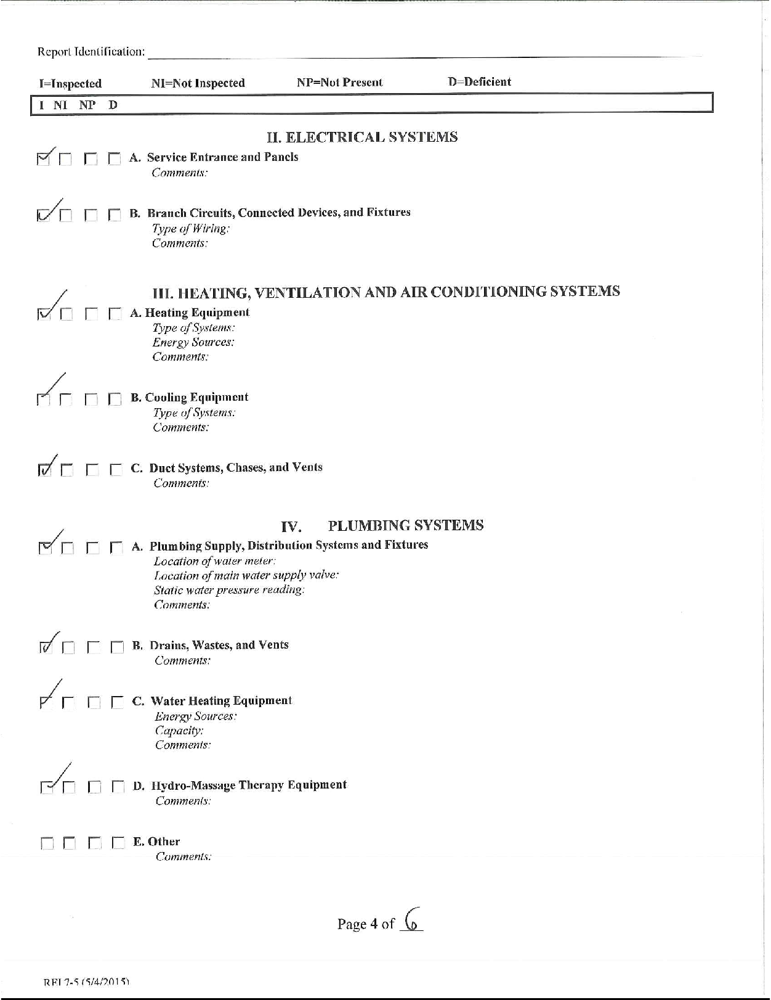 Report Identification:
I=Inspected NI=Not Inspected NP=Not Present D=Deficient
I NI NP D
II. ELECTRICAL SYSTEMS
A. Service Entrance and Panels
Comments:
B. Branch Circuits, Connected Devices, and Fixtures
Type of Wiring:
Comments:
III. HEATING, VENTILATION AND AIR CONDITIONING SYSTEMS
A. Heating Equipment
Type of Systems:
Energy Sources:
Comments:
B. Cooling Equipment
Type of Systems:
Comments:
C. Duct Systems, Chases, and Vents
Comments:
IV. PLUMBING SYSTEMS
A. Plumbing Supply, Distribution Systems and Fixtures
Location of water meter:
Location of main water supply valve:
Static water pressure reading:
Comments:
B. Drains, Wastes, and Vents
Comments:
C. Water Heating Equipment
Energy Sources:
Capacity:
Comments:
D. Hydro-Massage Therapy Equipment
Comments:
E. Other
Comments:
Page 4 of 6
REI 7-5 (5/4/2015)